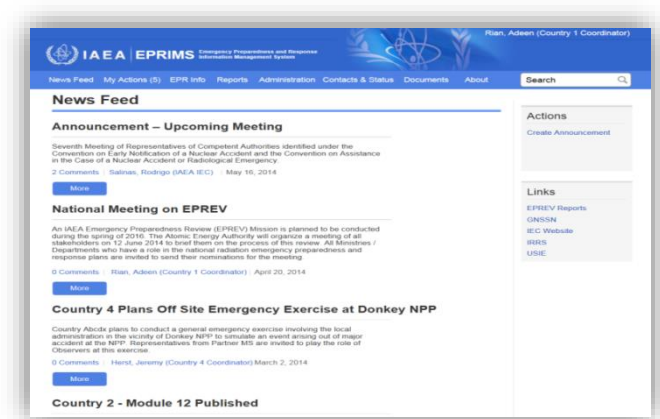 Rian, Adeen (Country 1 Coordinator)
IAEA EPRIMS Emergency Preparedness and Response
Information Management System
News Feed My Actions (5) EPR Info Reports Administration Contacts & Status Documents About Search
News Feed
Announcement – Upcoming Meeting
Seventh Meeting of Representatives of Competent Authorities identified under the
Convention on Early Notification of a Nuclear Accident and the Convention on Assistance
in the Case of a Nuclear Accident or Radiological Emergency.
2 Comments Salinas, Rodrigo (IAEA IEC) May 16, 2014
More
National Meeting on EPREV
An IAEA Emergency Preparedness Review (EPREV) Mission is planned to be conducted
during the spring of 2016. The Atomic Energy Authority will organize a meeting of all
stakeholders on 12 June 2014 to brief them on the process of this review. All Ministries /
Departments who have a role in the national radiation emergency preparedness and
response plans are invited to send their nominations for the meeting.
0 Comments Rian, Adeen (Country 1 Coordinator) April 20, 2014
More
Country 4 Plans Off Site Emergency Exercise at Donkey NPP
Country Abcdx plans to conduct a general emergency exercise involving the local
administration in the vicinity of Donkey NPP to simulate an event arising out of major
accident at the NPP. Representatives from Partner MS are invited to play the role of
Observers at this exercise.
0 Comments Herst, Jeremy (Country 4 Coordinator) March 2, 2014
More
Country 2 - Module 12 Published
Actions
Create Announcement
Links
EPREV Reports
GNSSN
IEC Website
IRRS
USIE